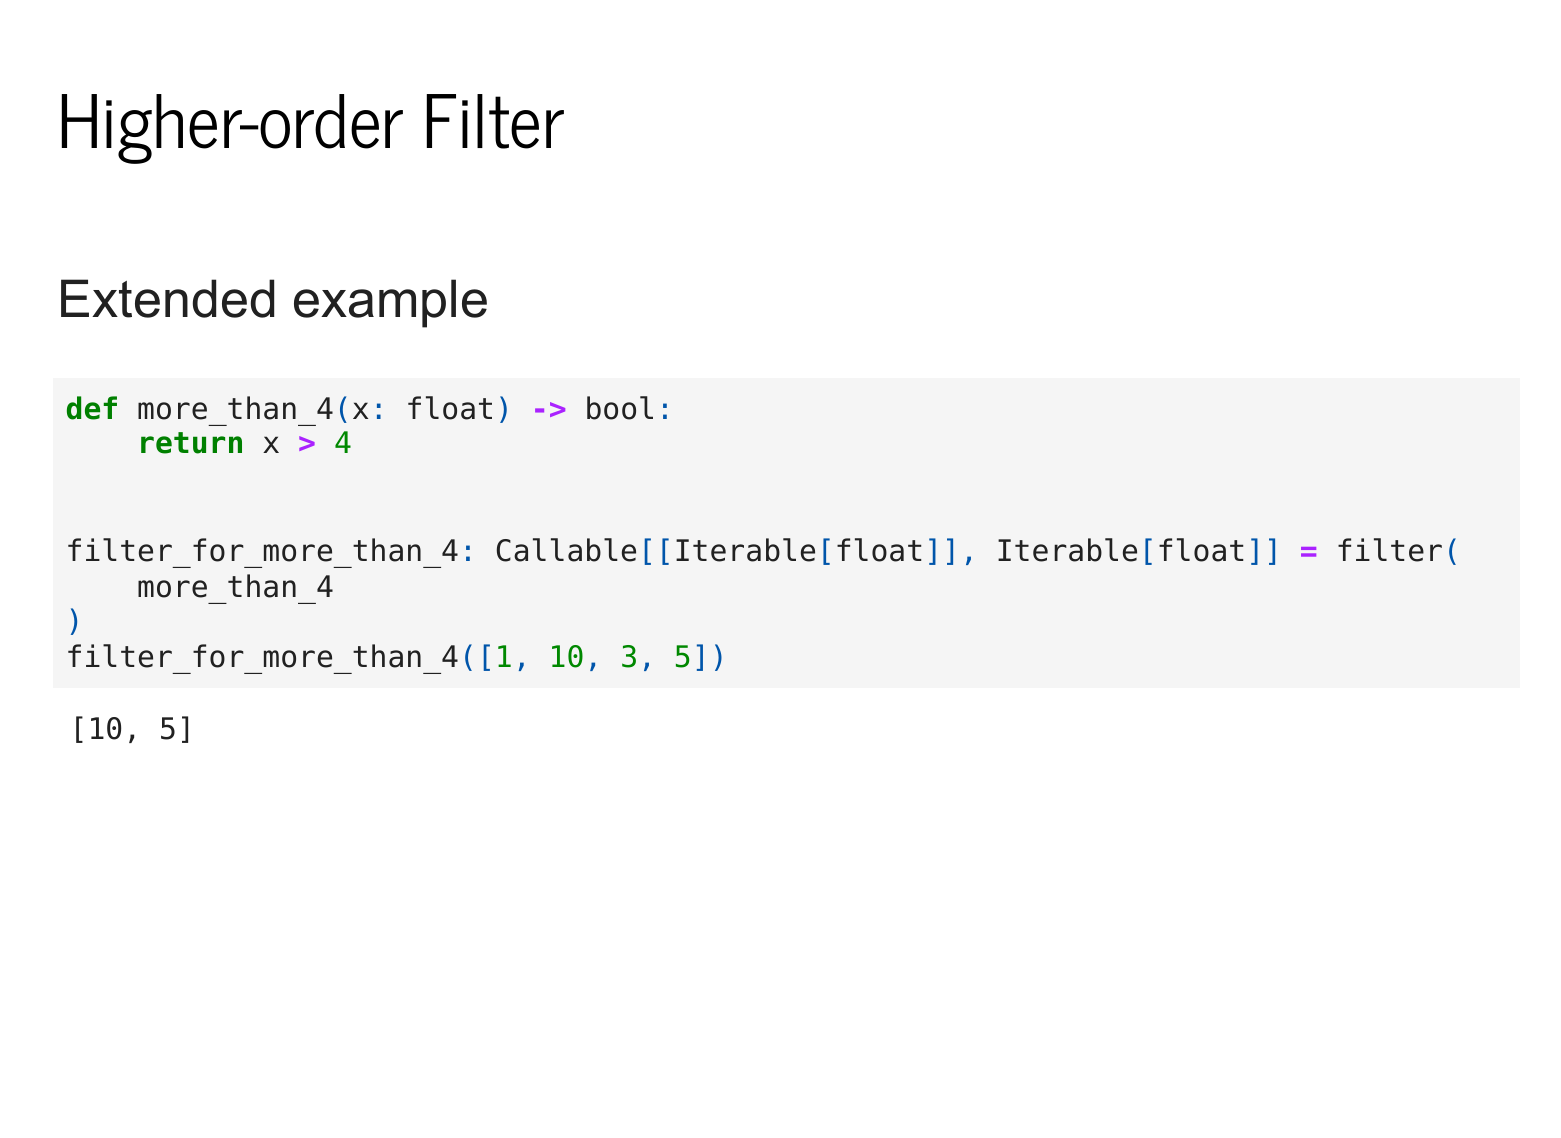 Higher-order Filter
Extended example
def more_than_4(x: float) -> bool:
    return x > 4
filter_for_more_than_4: Callable[[Iterable[float]], Iterable[float]] = filter(
    more_than_4
)
filter_for_more_than_4([1, 10, 3, 5])
[10, 5]